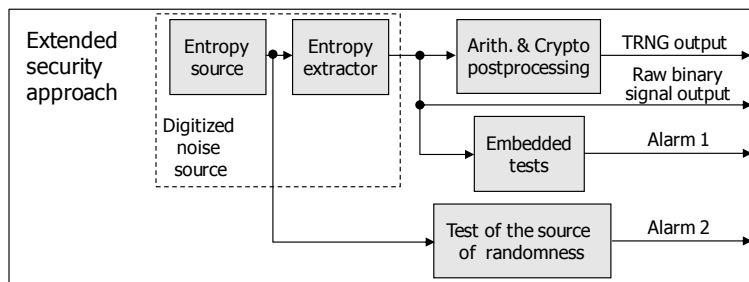 Extended
security
approach
Entropy
source
Entropy
extractor
Digitized
noise
source
Arith. & Crypto
postprocessing
TRNG output
Raw binary
signal output
Embedded
tests
Alarm 1
Test of the source
of randomness
Alarm 2